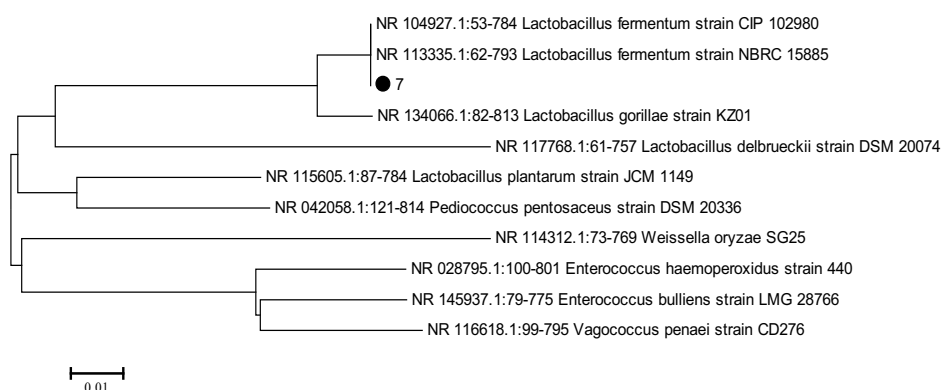 NR 104927.1:53-784 Lactobacillus fermentum strain CIP 102980
NR 113335.1:62-793 Lactobacillus fermentum strain NBRC 15885
7
NR 134066.1:82-813 Lactobacillus gorillae strain KZ01
NR 117768.1:61-757 Lactobacillus delbrueckii strain DSM 20074
NR 115605.1:87-784 Lactobacillus plantarum strain JCM 1149
NR 042058.1:121-814 Pediococcus pentosaceus strain DSM 20336
NR 114312.1:73-769 Weissella oryzae SG25
NR 028795.1:100-801 Enterococcus haemoperoxidus strain 440
NR 145937.1:79-775 Enterococcus bulliens strain LMG 28766
NR 116618.1:99-795 Vagococcus penaei strain CD276
0.01